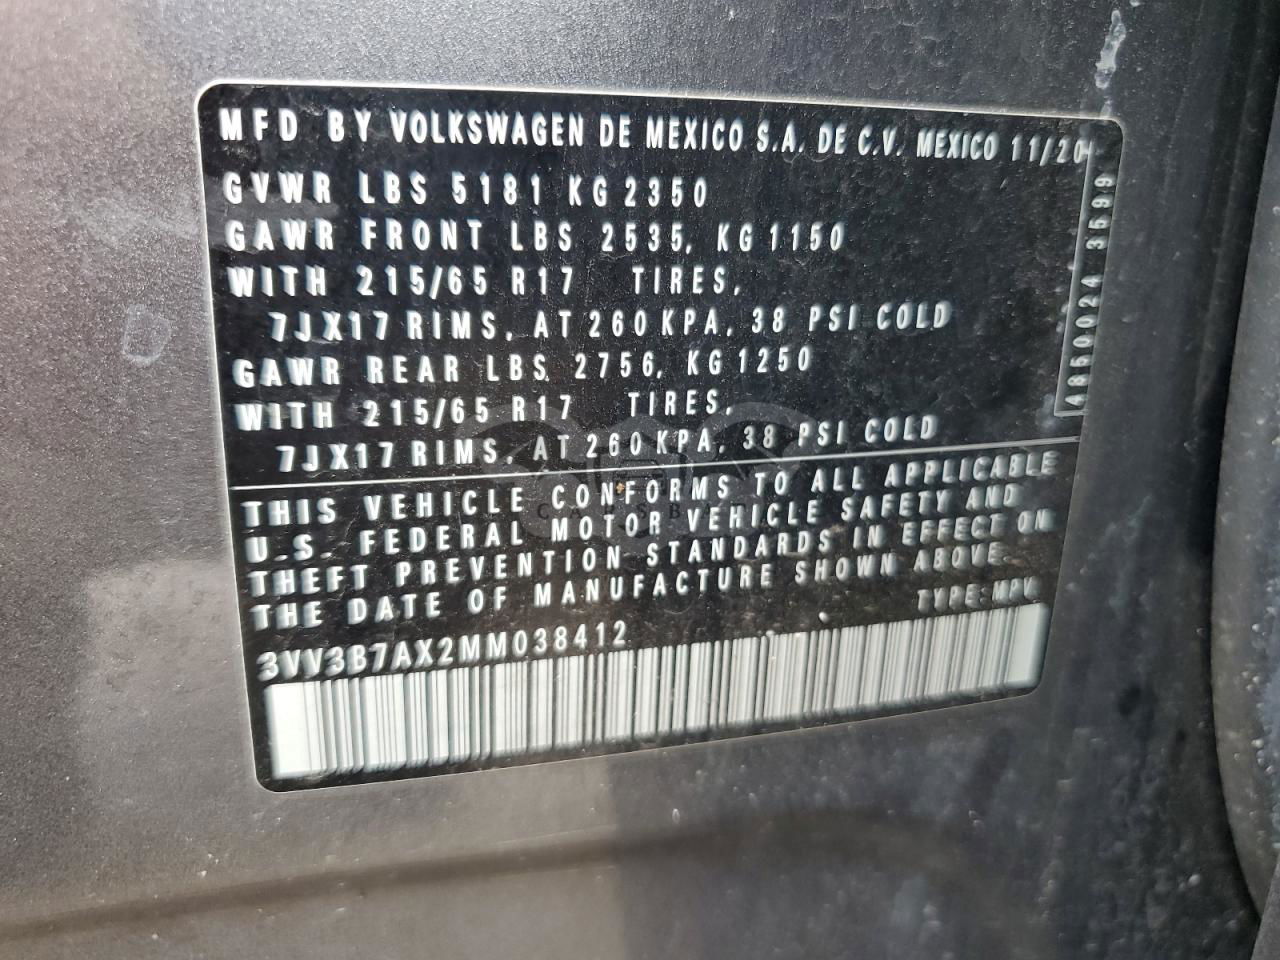 MFD BY VOLKSWAGEN DE MEXICO S.A. DE C.V. MEXICO 11/20
GVWR LBS 5181 KG 2350
GAWR FRONT LBS 2535, KG 1150
WITH 215/65 R17 TIRES,
7JX17 RIMS, AT 260 KPA, 38 PSI COLD
GAWR REAR LBS 2756, KG 1250
WITH 215/65 R17 TIRES,
7JX17 RIMS, AT 260 KPA, 38 PSI COLD
THIS VEHICLE CONFORMS TO ALL APPLICABLE
U.S. FEDERAL MOTOR VEHICLE SAFETY AND
THEFT PREVENTION STANDARDS IN EFFECT ON
THE DATE OF MANUFACTURE SHOWN ABOVE.
TYPE: MPV
3VV3B7AX2MM038412
4850024 3599